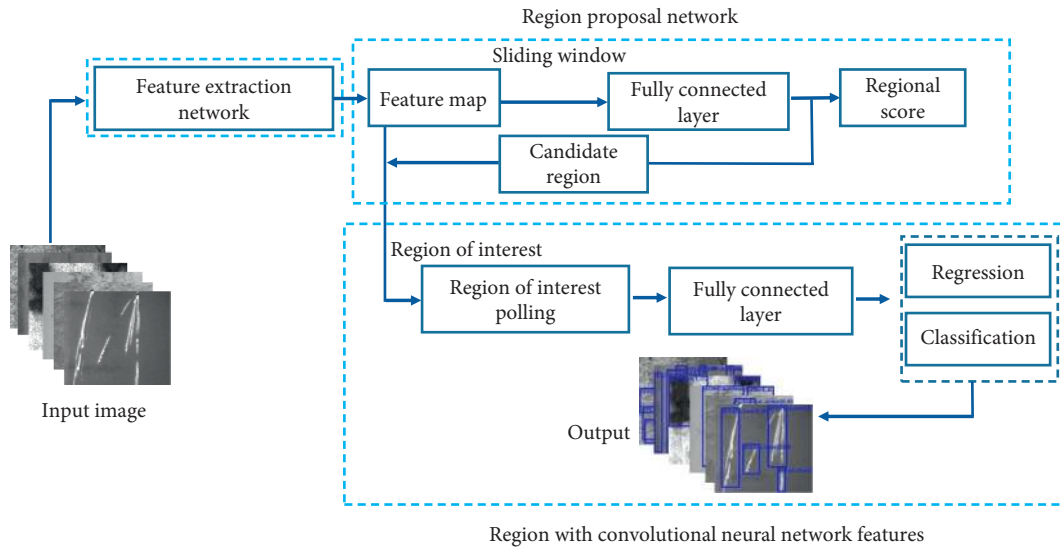 Region proposal network
Sliding window
Feature extraction
network
Feature map
Fully connected
layer
Regional
score
Candidate
region
Region of interest
Region of interest
polling
Fully connected
layer
Regression
Classification
Input image
Output
Region with convolutional neural network features